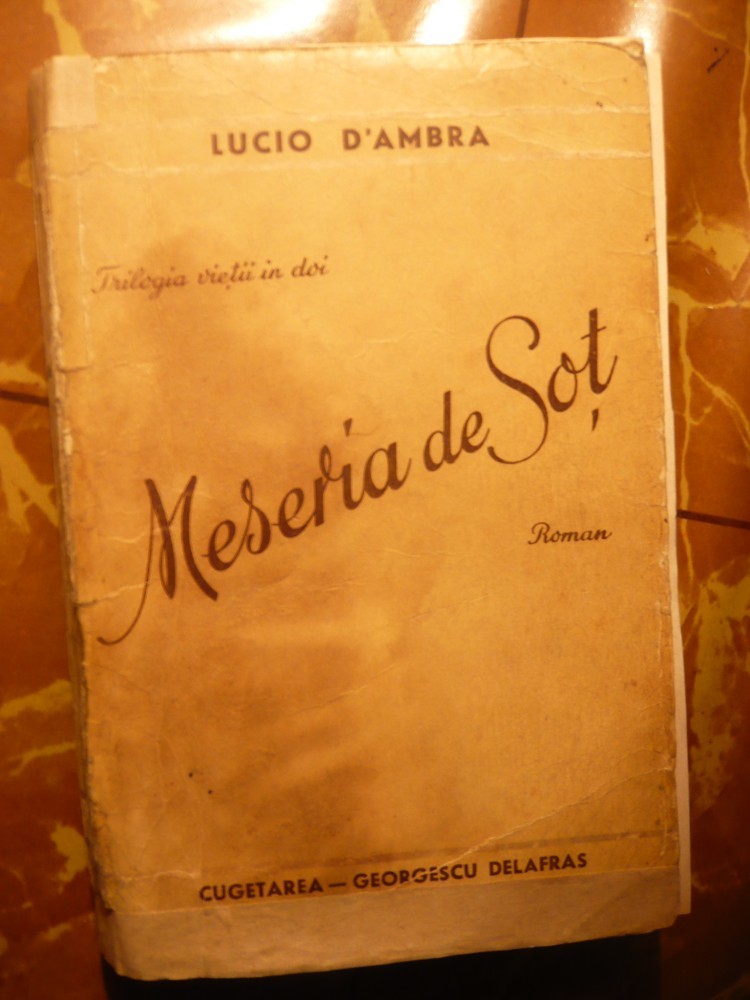 LUCIO D'AMBRA
Trilogia vieții in doi
Meseria de Soț
Roman
CUGETAREA — GEORGESCU DELAFRAS